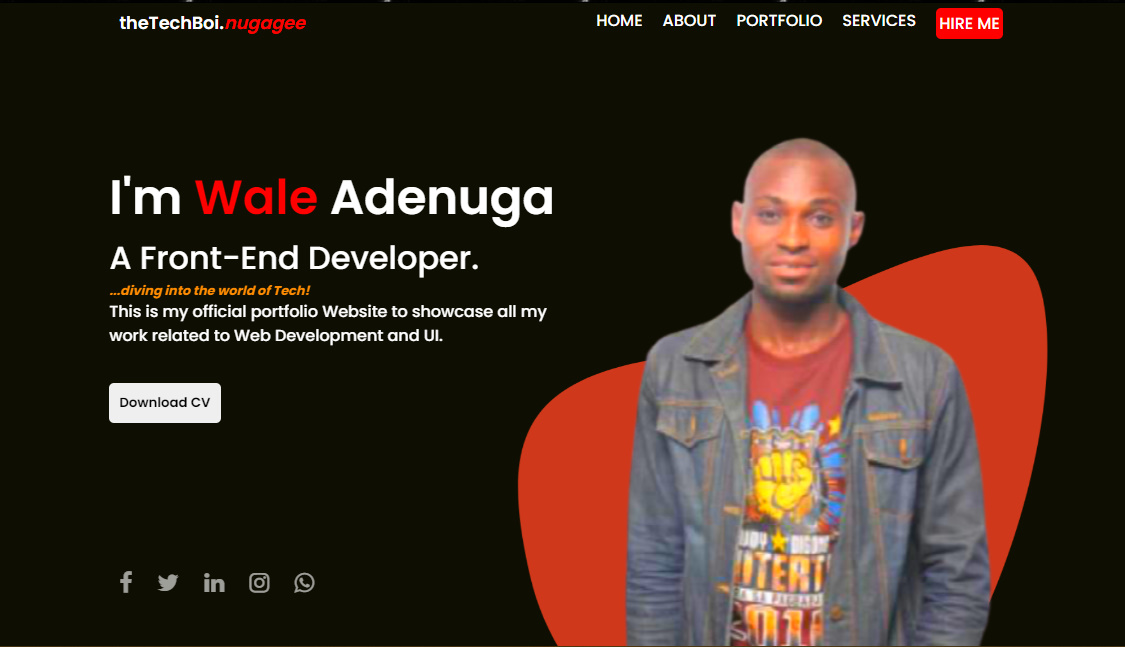 theTechBoi.nugagee
HOME ABOUT PORTFOLIO SERVICES HIRE ME
I'm Wale Adenuga
A Front-End Developer.
...diving into the world of Tech!
This is my official portfolio Website to showcase all my
work related to Web Development and UI.
Download CV